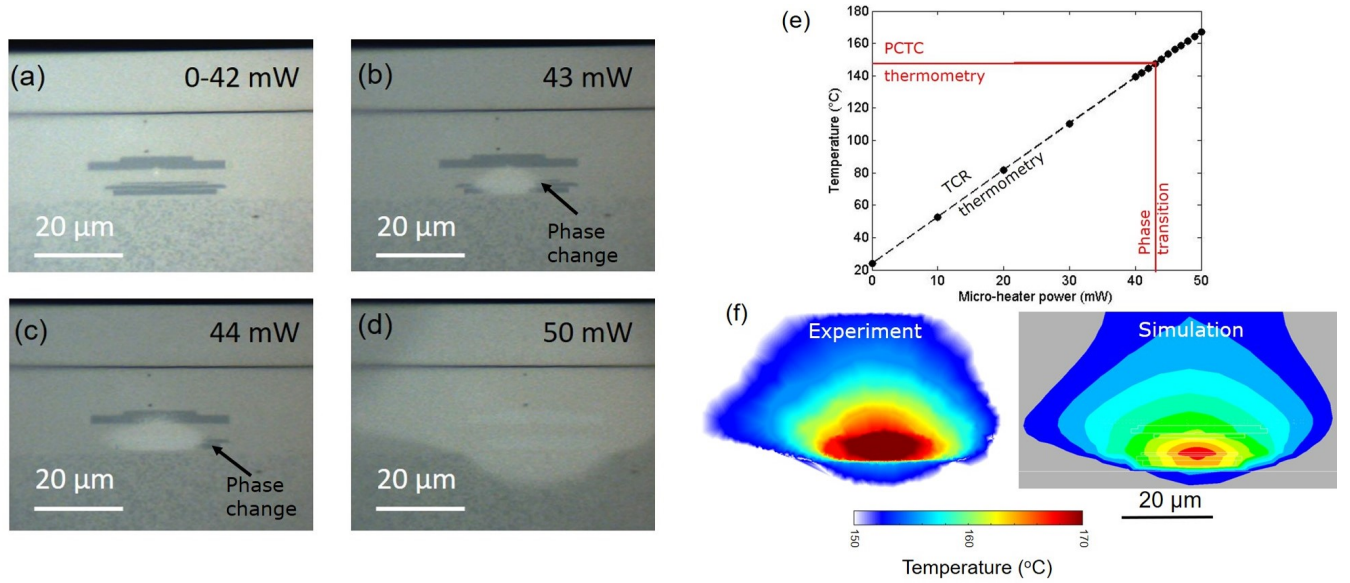 (a)
0-42 mW
20 μm
(b)
43 mW
Phase
change
20 μm
(c)
44 mW
Phase
change
20 μm
(d)
50 mW
20 μm
(e)
180
160
140
120
100
80
60
40
20
Temperature (°C)
PCTC
thermometry
TCR
thermometry
Phase
transition
0
10
20
30
40
50
Micro-heater power (mW)
(f)
Experiment
Simulation
20 μm
150
160
170
Temperature (°C)